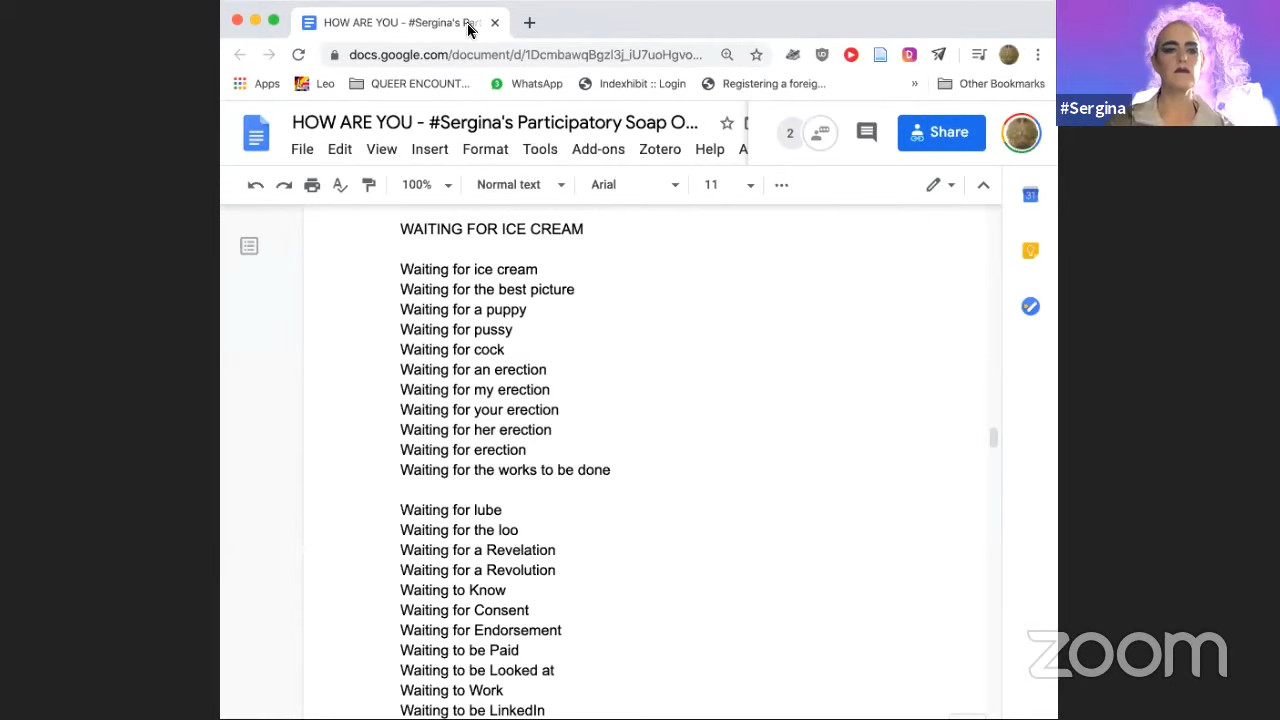 HOW ARE YOU - #Sergina's Par
docs.google.com/document/d/1DcmbawqBgzl3j_iU7uoHgvo...
Apps
Leo
QUEER ENCOUNT...
WhatsApp
Indexhibit :: Login
Registering a foreig...
»
Other Bookmarks
#Sergina
HOW ARE YOU - #Sergina's Participatory Soap O...
2
Share
File Edit View Insert Format Tools Add-ons Zotero Help A
100% Normal text Arial 11
31
WAITING FOR ICE CREAM
Waiting for ice cream
Waiting for the best picture
Waiting for a puppy
Waiting for pussy
Waiting for cock
Waiting for an erection
Waiting for my erection
Waiting for your erection
Waiting for her erection
Waiting for erection
Waiting for the works to be done
Waiting for lube
Waiting for the loo
Waiting for a Revelation
Waiting for a Revolution
Waiting to Know
Waiting for Consent
Waiting for Endorsement
Waiting to be Paid
Waiting to be Looked at
Waiting to Work
Waiting to be LinkedIn
zoom